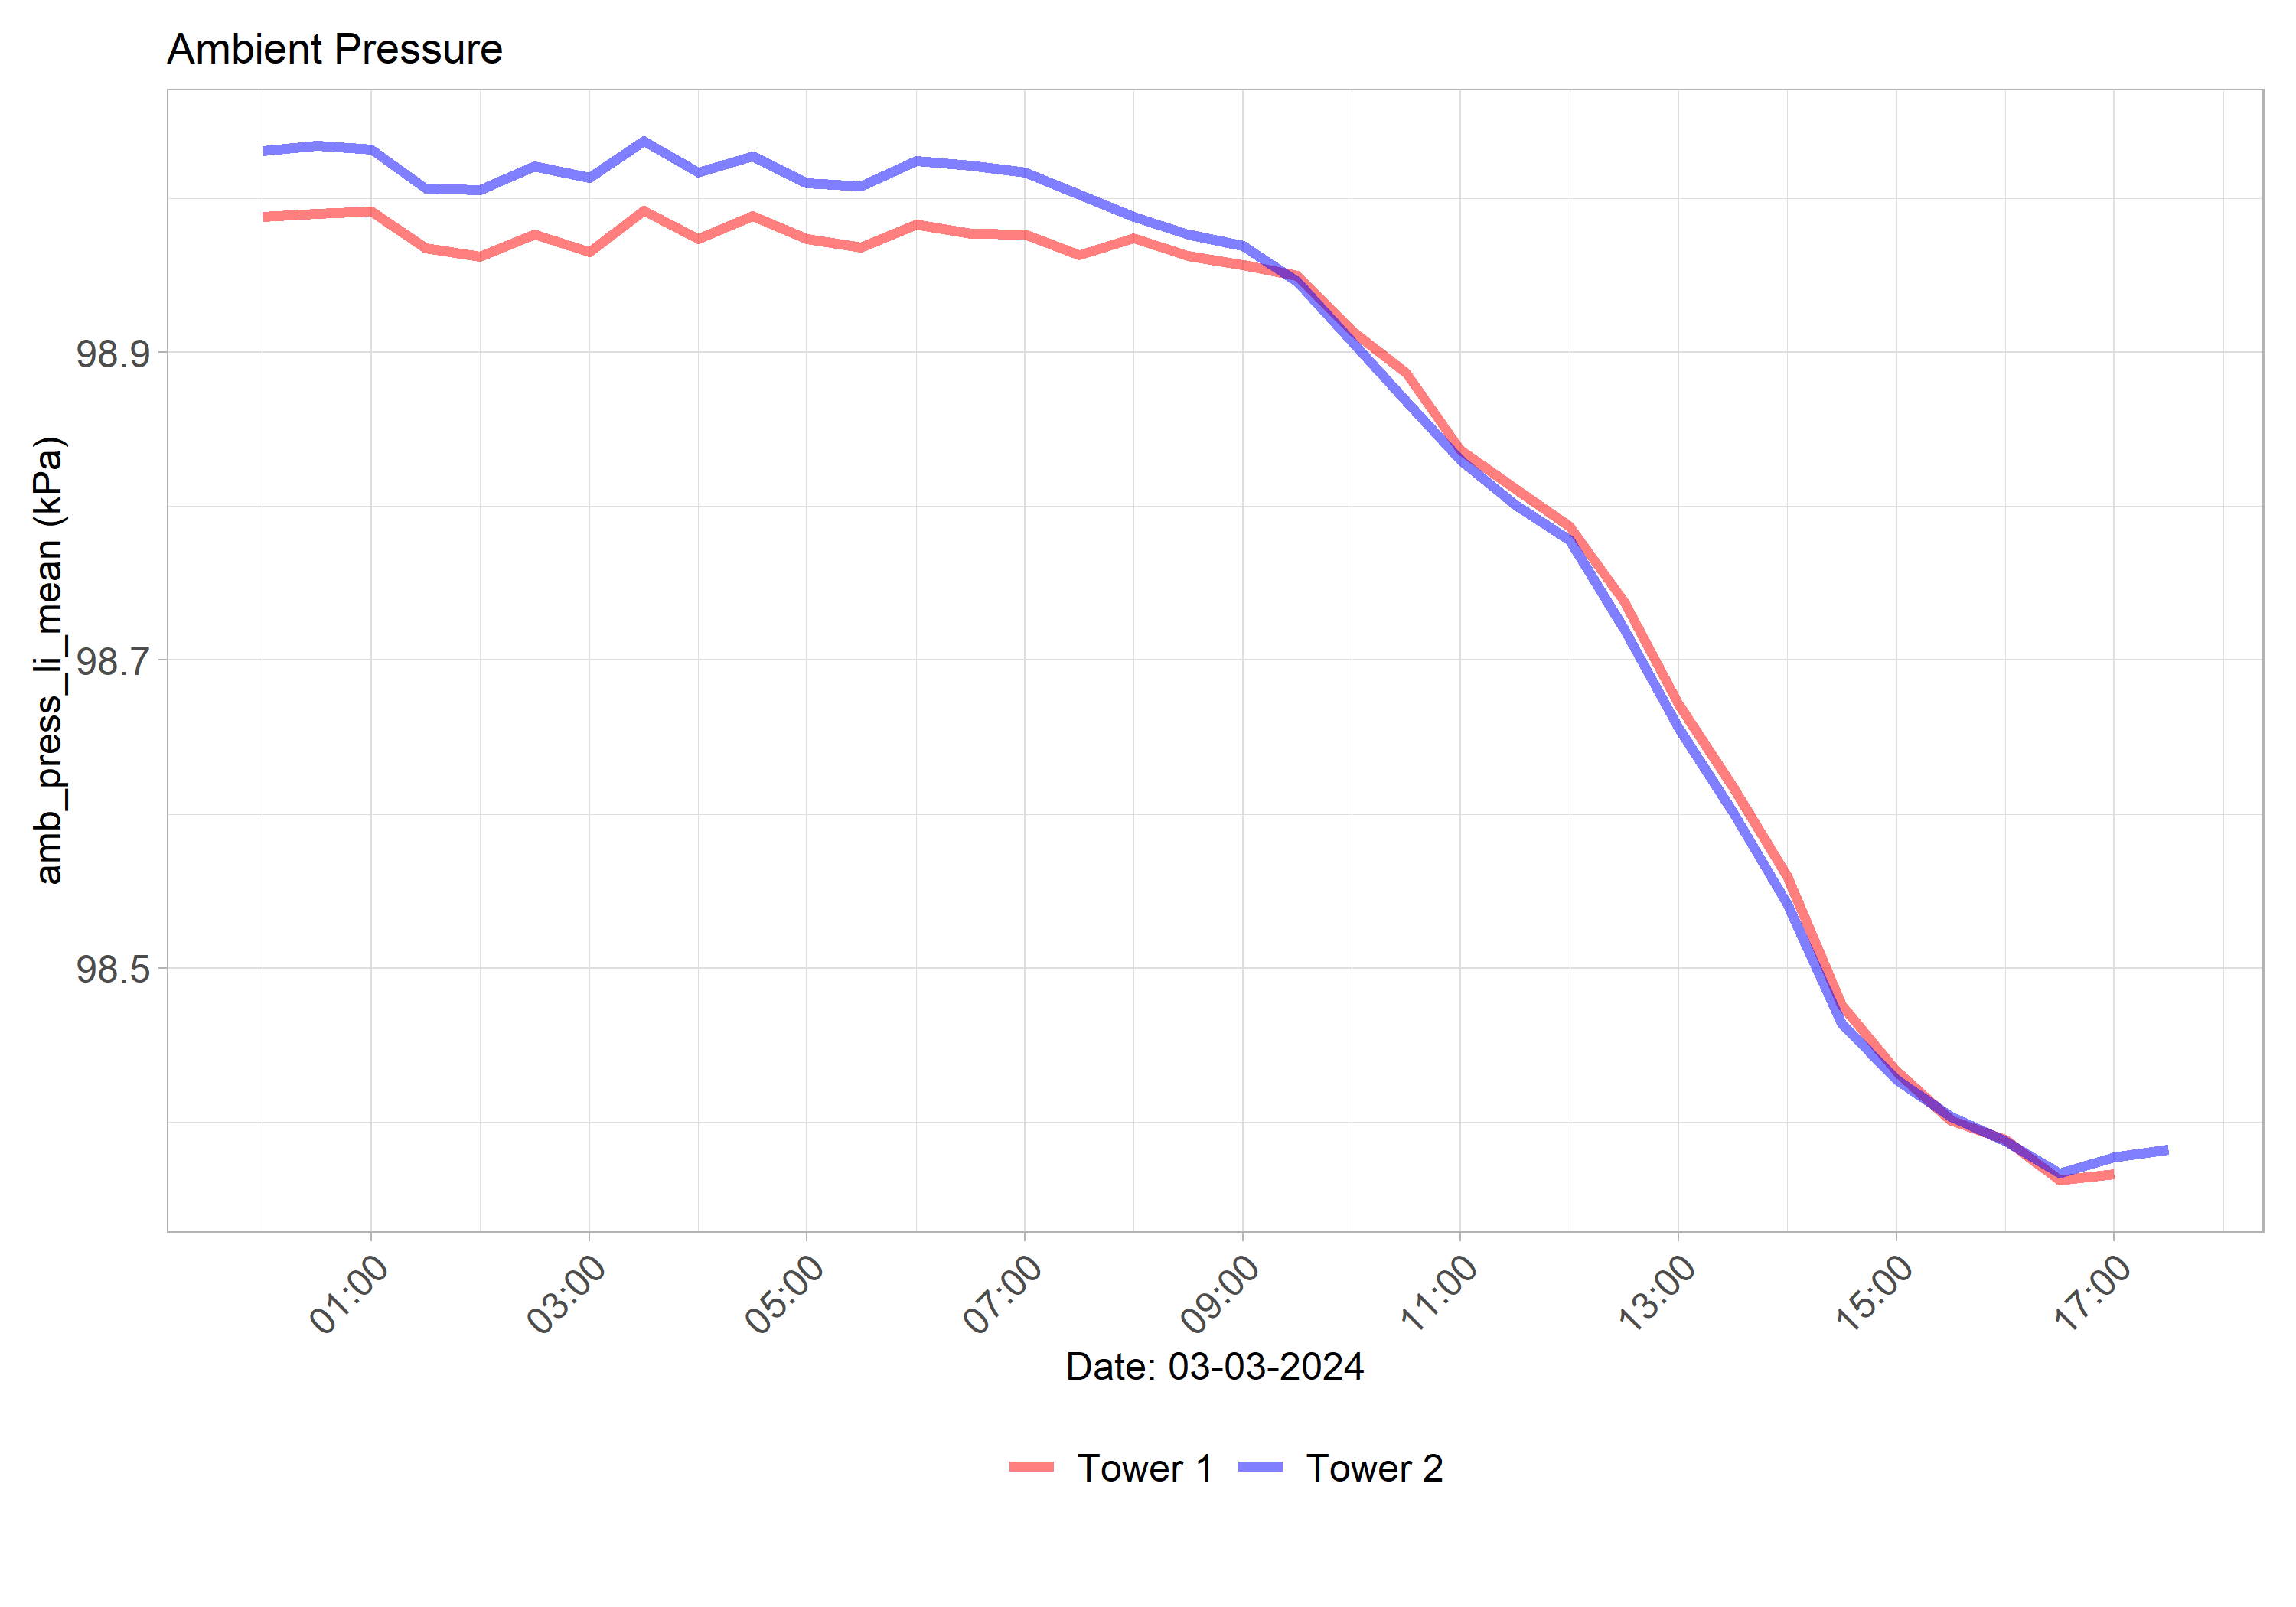 Ambient Pressure
amb_press_li_mean (kPa)
98.9
98.7
98.5
01:00 03:00 05:00 07:00 09:00 11:00 13:00 15:00 17:00
Date: 03-03-2024
Tower 1 Tower 2